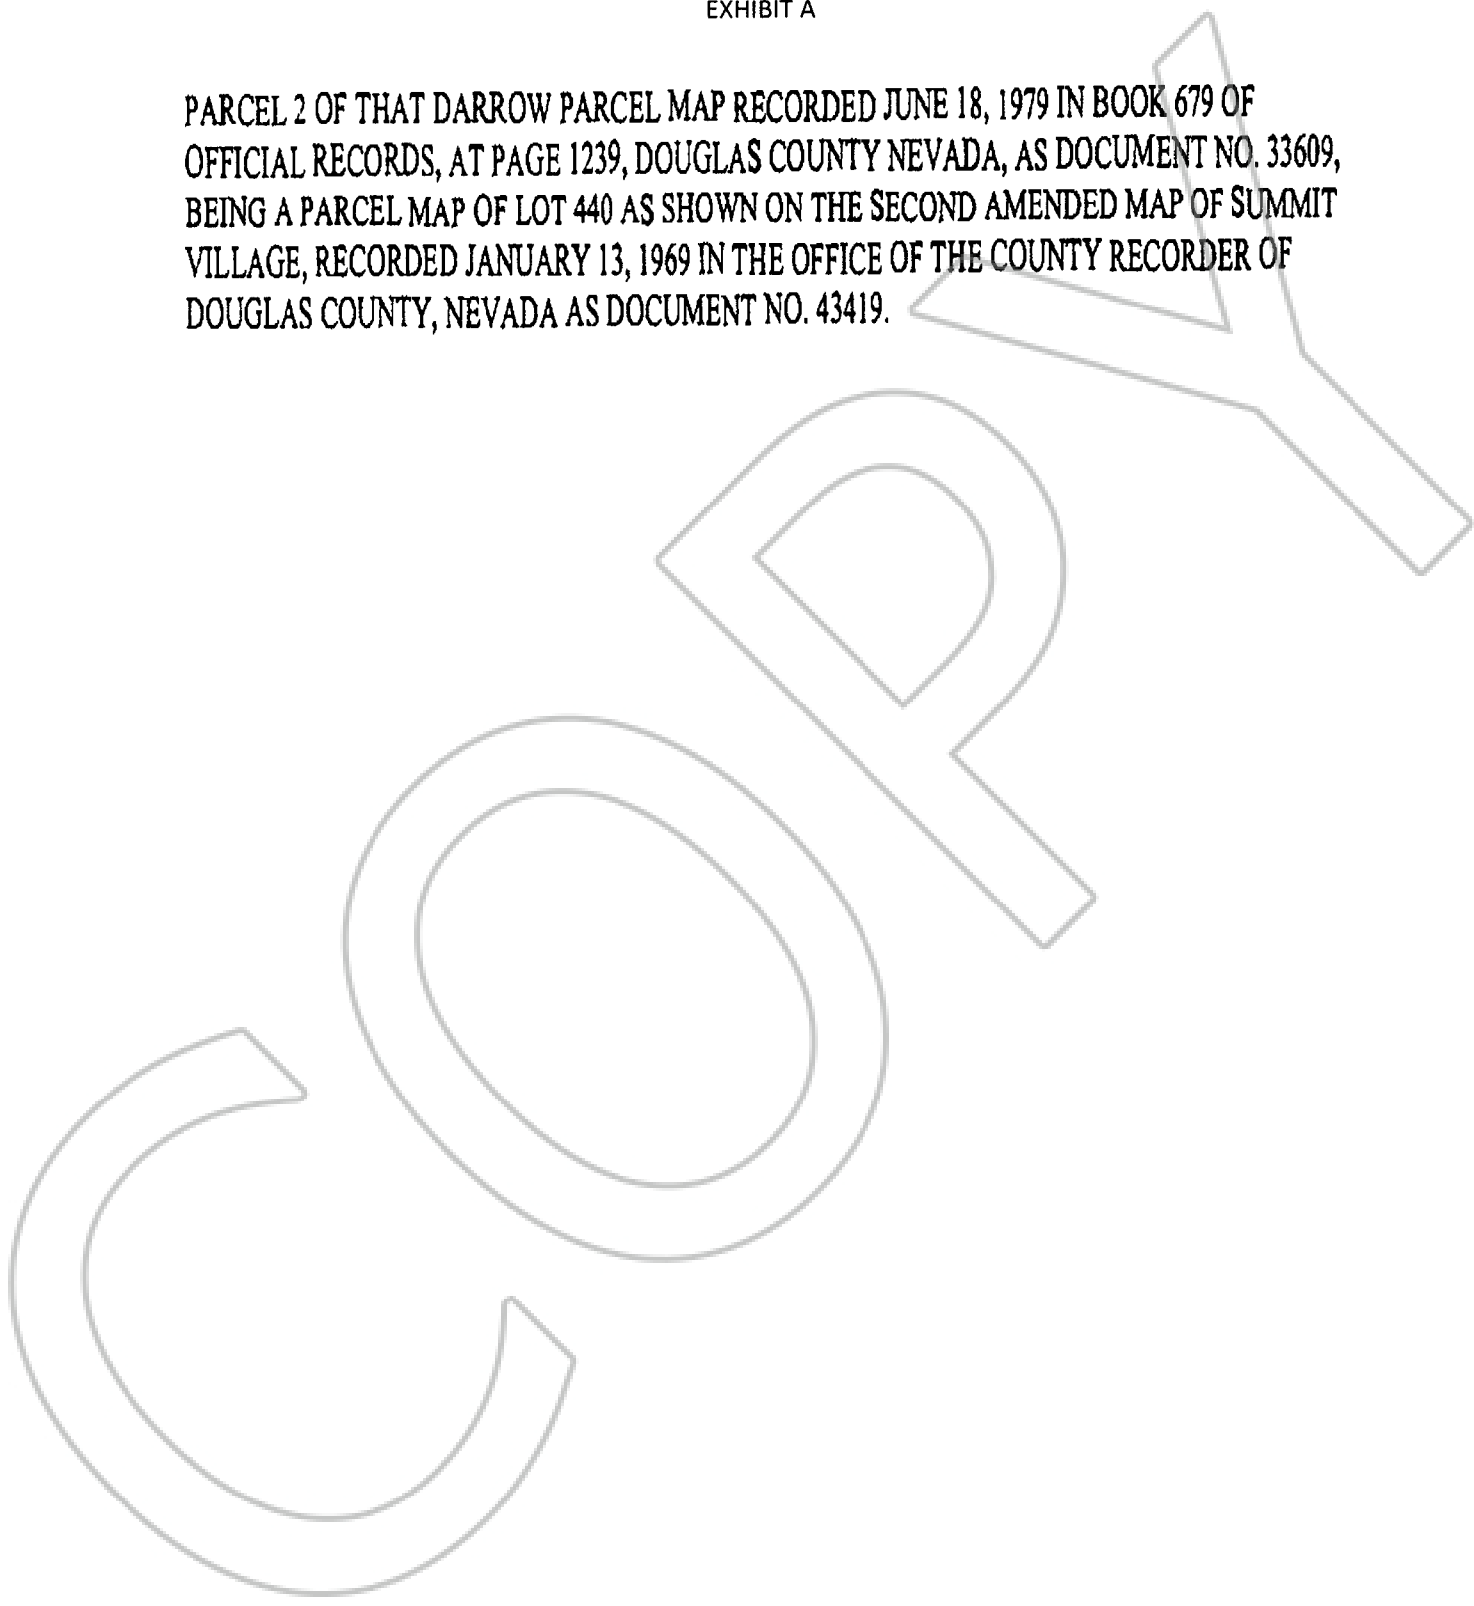 EXHIBIT A
PARCEL 2 OF THAT DARROW PARCEL MAP RECORDED JUNE 18, 1979 IN BOOK 679 OF
OFFICIAL RECORDS, AT PAGE 1239, DOUGLAS COUNTY NEVADA, AS DOCUMENT NO. 33609,
BEING A PARCEL MAP OF LOT 440 AS SHOWN ON THE SECOND AMENDED MAP OF SUMMIT
VILLAGE, RECORDED JANUARY 13, 1969 IN THE OFFICE OF THE COUNTY RECORDER OF
DOUGLAS COUNTY, NEVADA AS DOCUMENT NO. 43419.
COPY